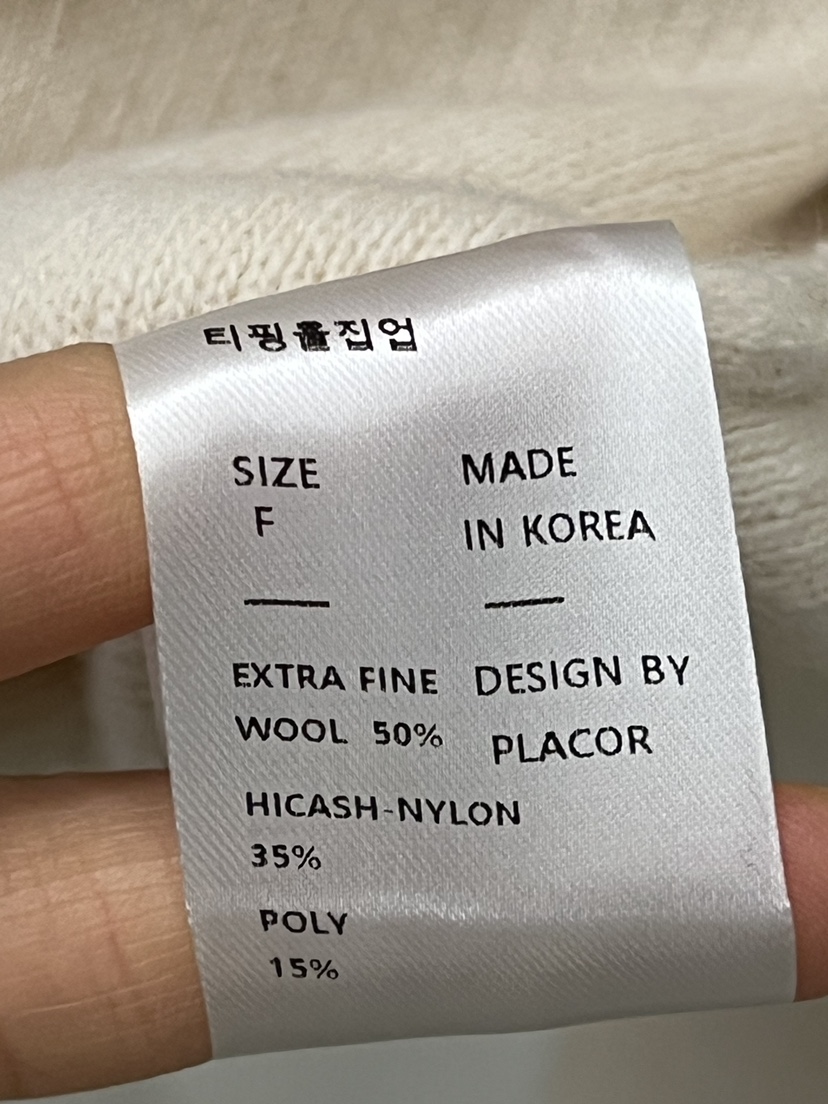 티핑울집업
SIZE
F
MADE
IN KOREA
EXTRA FINE
WOOL 50%
HICASH-NYLON
35%
POLY
15%
DESIGN BY
PLACOR